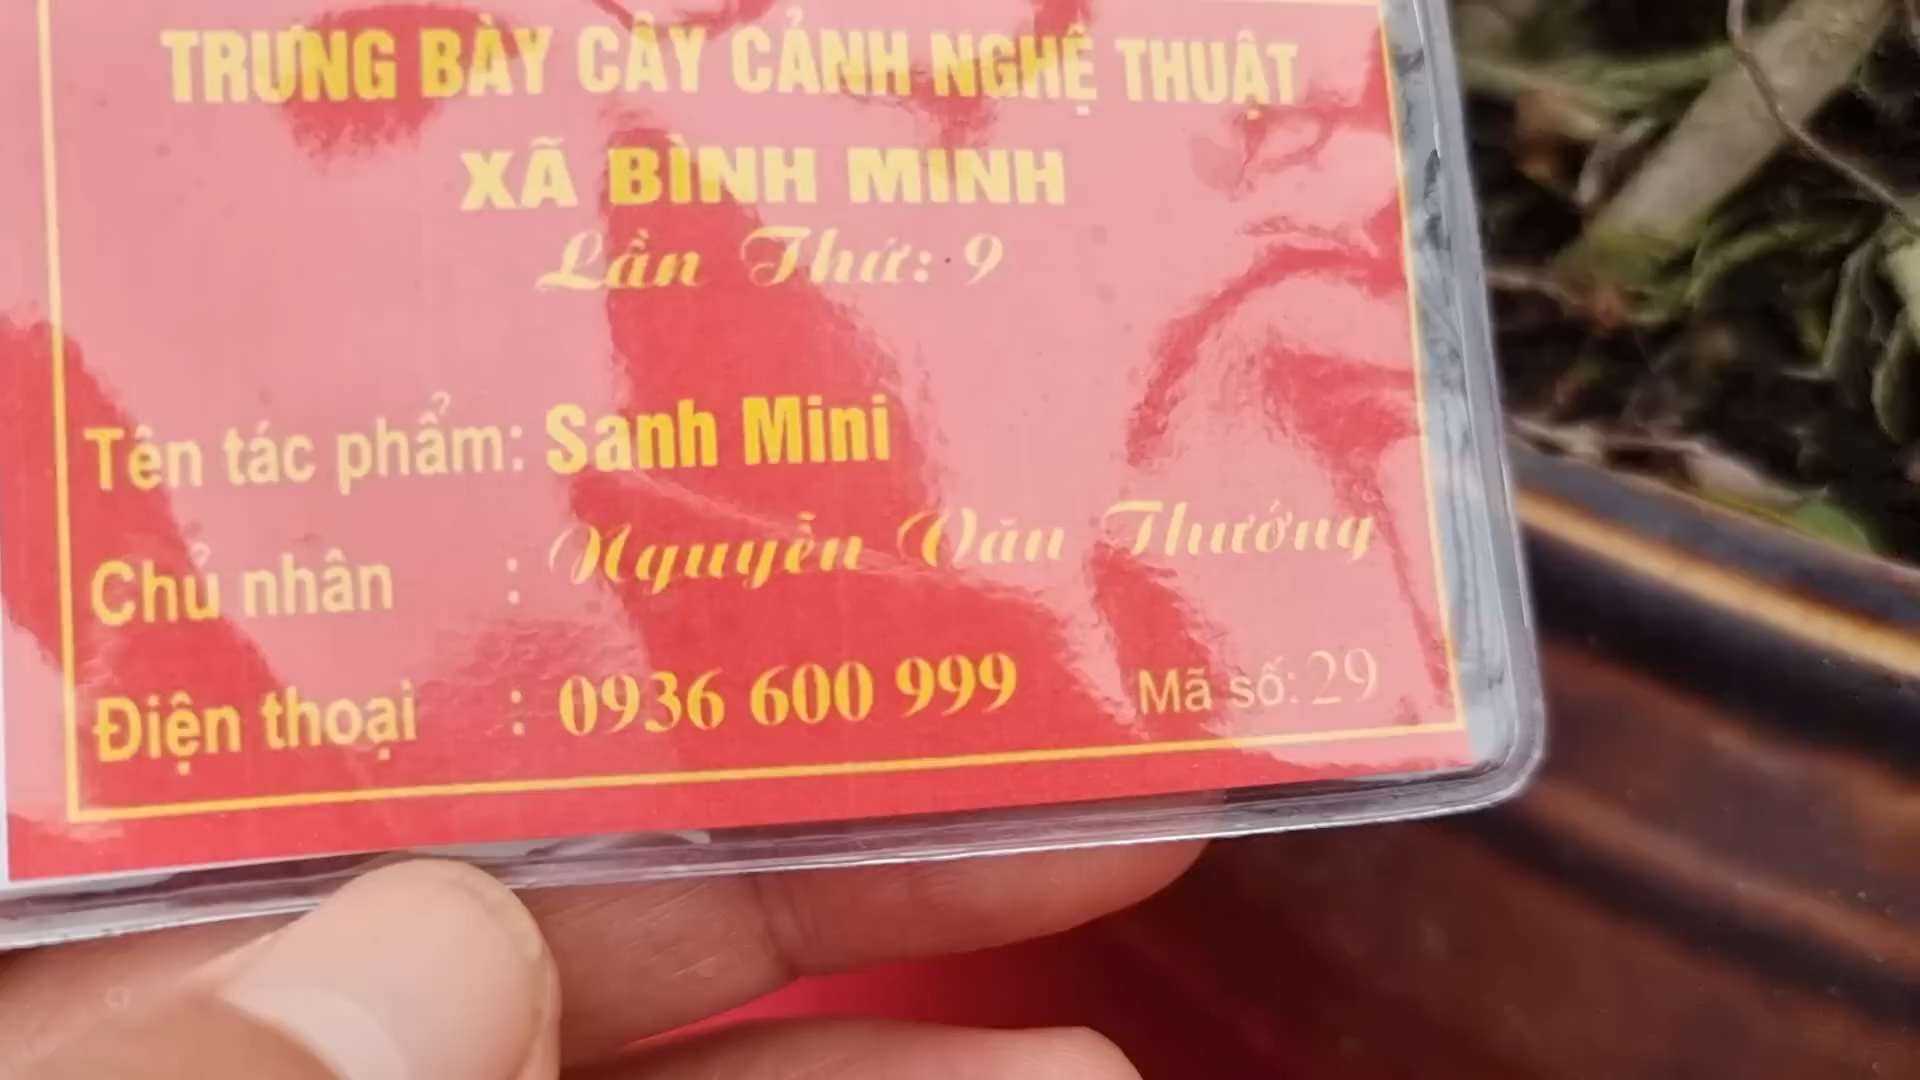 TRƯNG BÀY CÂY CẢNH NGHỆ THUẬT
XÃ BÌNH MINH
Lần Thứ: 9
Tên tác phẩm: Sanh Mini
Chủ nhân : Nguyễn Văn Thướng
Điện thoại : 0936 600 999 Mã số: 29